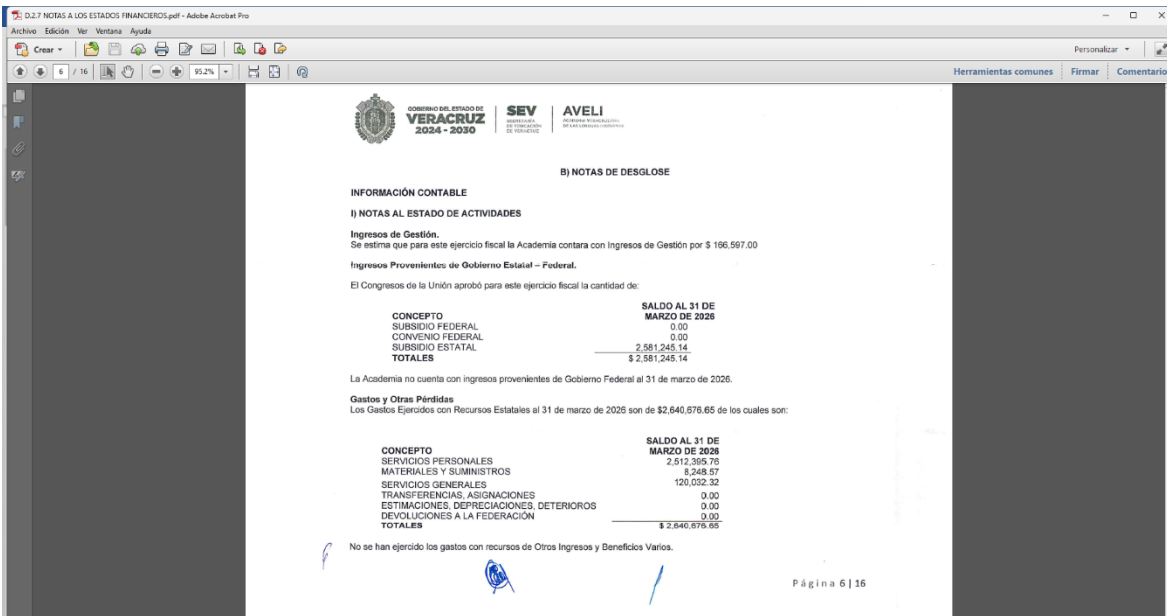 D.2.7 NOTAS A LOS ESTADOS FINANCIEROS.pdf - Adobe Acrobat Pro
Archivo Edición Ver Ventana Ayuda
Crear
Personalizar
6 / 16 95.2%
Herramientas comunes Firmar Comentario
GOBIERNO DEL ESTADO DE
VERACRUZ
2024 - 2030
SEV
SECRETARÍA
DE EDUCACIÓN
DE VERACRUZ
AVELI
B) NOTAS DE DESGLOSE
INFORMACIÓN CONTABLE
I) NOTAS AL ESTADO DE ACTIVIDADES
Ingresos de Gestión.
Se estima que para este ejercicio fiscal la Academia contara con Ingresos de Gestión por $ 166,597.00
Ingresos Provenientes de Gobierno Estatal – Federal.
El Congresos de la Unión aprobó para este ejercicio fiscal la cantidad de:
SALDO AL 31 DE
CONCEPTO MARZO DE 2026
SUBSIDIO FEDERAL 0.00
CONVENIO FEDERAL 0.00
SUBSIDIO ESTATAL 2,581,245.14
TOTALES $ 2,581,245.14
La Academia no cuenta con ingresos provenientes de Gobierno Federal al 31 de marzo de 2026.
Gastos y Otras Pérdidas
Los Gastos Ejercidos con Recursos Estatales al 31 de marzo de 2026 son de $2,640,676.65 de los cuales son:
SALDO AL 31 DE
CONCEPTO MARZO DE 2026
SERVICIOS PERSONALES 2,512,395.76
MATERIALES Y SUMINISTROS 8,248.57
SERVICIOS GENERALES 120,032.32
TRANSFERENCIAS, ASIGNACIONES 0.00
ESTIMACIONES, DEPRECIACIONES, DETERIOROS 0.00
DEVOLUCIONES A LA FEDERACIÓN 0.00
TOTALES $ 2,640,676.65
No se han ejercido los gastos con recursos de Otros Ingresos y Beneficios Varios.
Página 6 | 16